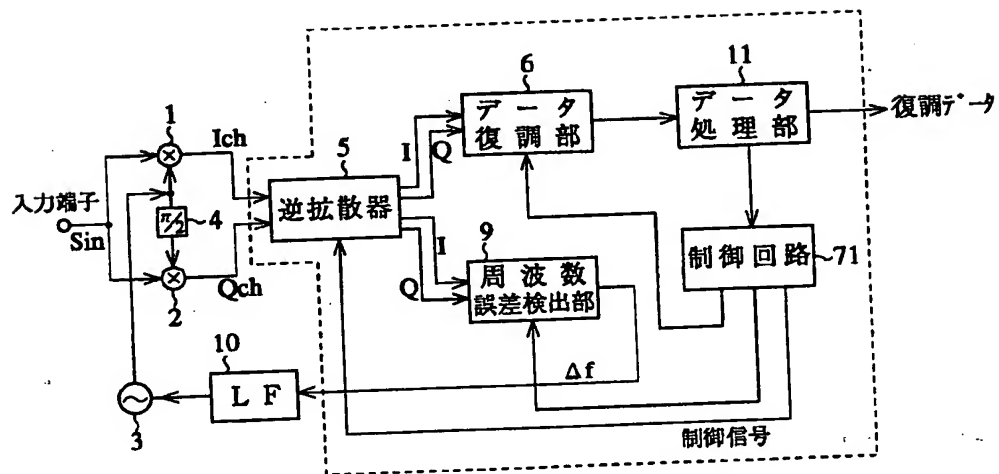 6
データ
復調部
11
データ
処理部
復調データ
1
Ich
5
逆拡散器
I
Q
入力端子
Sin
π/2
4
2
Qch
I
Q
9
周波数
誤差検出部
制御回路
71
10
LF
3
Δf
制御信号